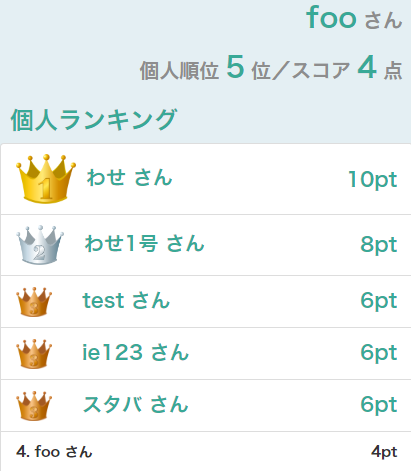 foo さん
個人順位 5 位／スコア 4 点
個人ランキング
1 わせ さん 10pt
2 わせ1号 さん 8pt
3 test さん 6pt
3 ie123 さん 6pt
3 スタバ さん 6pt
4. foo さん 4pt